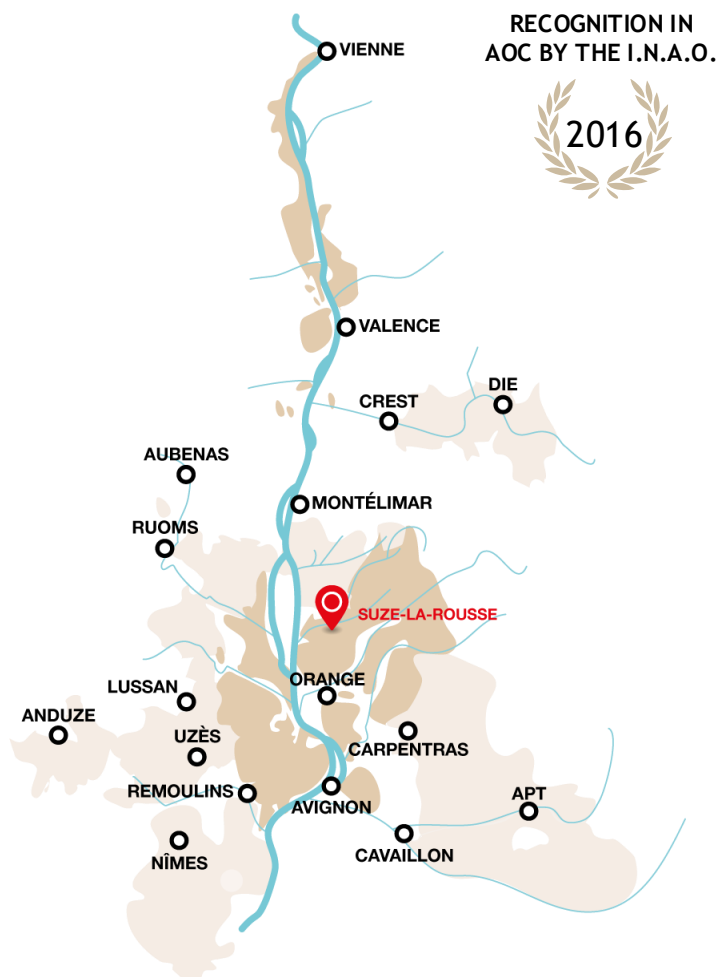 RECOGNITION IN
AOC BY THE I.N.A.O.
2016
VIENNE
VALENCE
CREST
DIE
AUBENAS
MONTÉLIMAR
RUOMS
SUZE-LA-ROUSSE
ORANGE
LUSSAN
ANDUZE
UZÈS
CARPENTRAS
REMOULINS
AVIGNON
APT
CAVAILLON
NÎMES